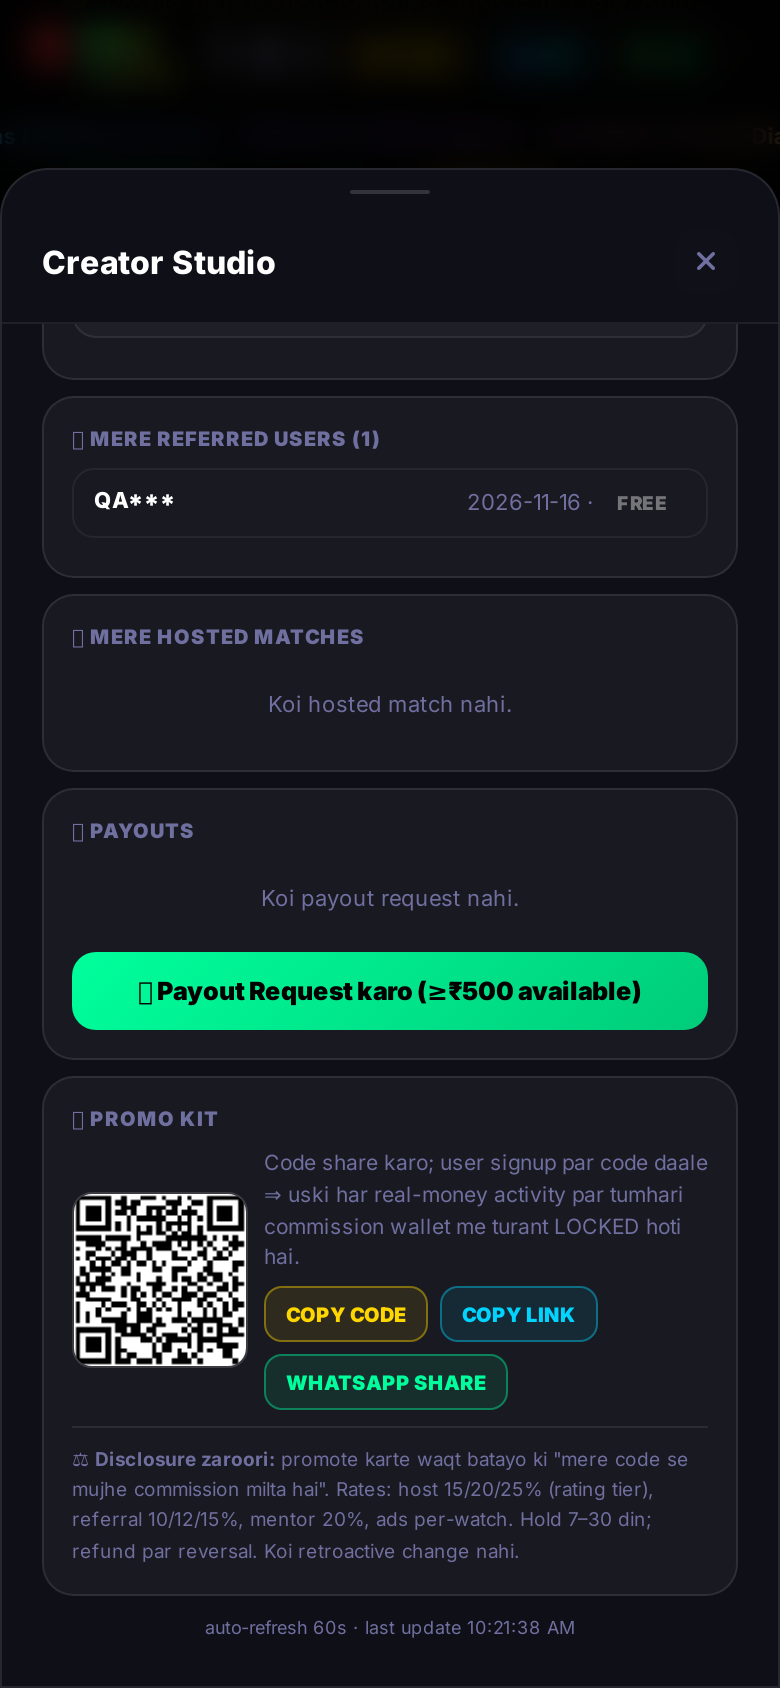 Creator Studio
MERE REFERRED USERS (1)
QA***
2026-11-16 · FREE
MERE HOSTED MATCHES
Koi hosted match nahi.
PAYOUTS
Koi payout request nahi.
Payout Request karo (≥₹500 available)
PROMO KIT
Code share karo; user signup par code daale
⇒ uski har real-money activity par tumhari
commission wallet me turant LOCKED hoti
hai.
COPY CODE
COPY LINK
WHATSAPP SHARE
⚖ Disclosure zaroori: promote karte waqt batayo ki "mere code se
mujhe commission milta hai". Rates: host 15/20/25% (rating tier),
referral 10/12/15%, mentor 20%, ads per-watch. Hold 7–30 din;
refund par reversal. Koi retroactive change nahi.
auto-refresh 60s · last update 10:21:38 AM